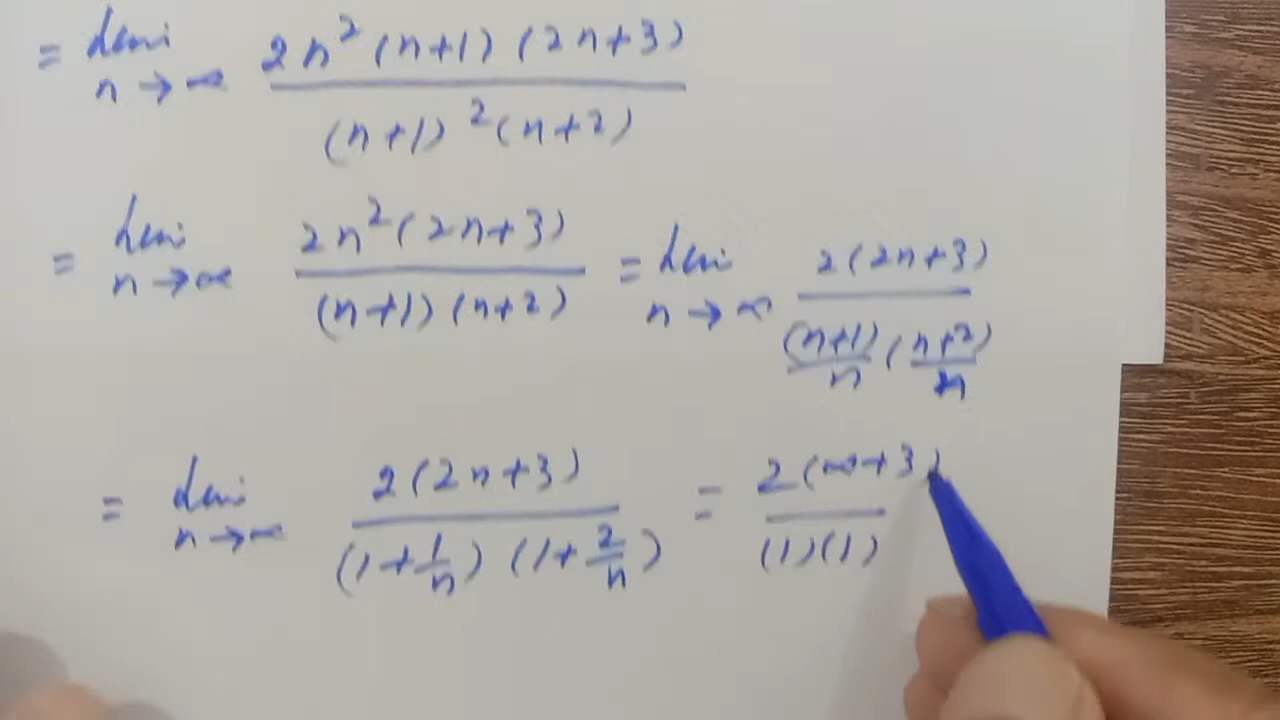 = lim n→∞ 2n²(n+1)(2n+3) / (n+1)²(n+2)
= lim n→∞ 2n²(2n+3) / (n+1)(n+2) = lim n→∞ 2(2n+3) / (n+1)/n (n+2)/n
= lim n→∞ 2(2n+3) / (1+1/n)(1+2/n) = 2(∞+3) / (1)(1)